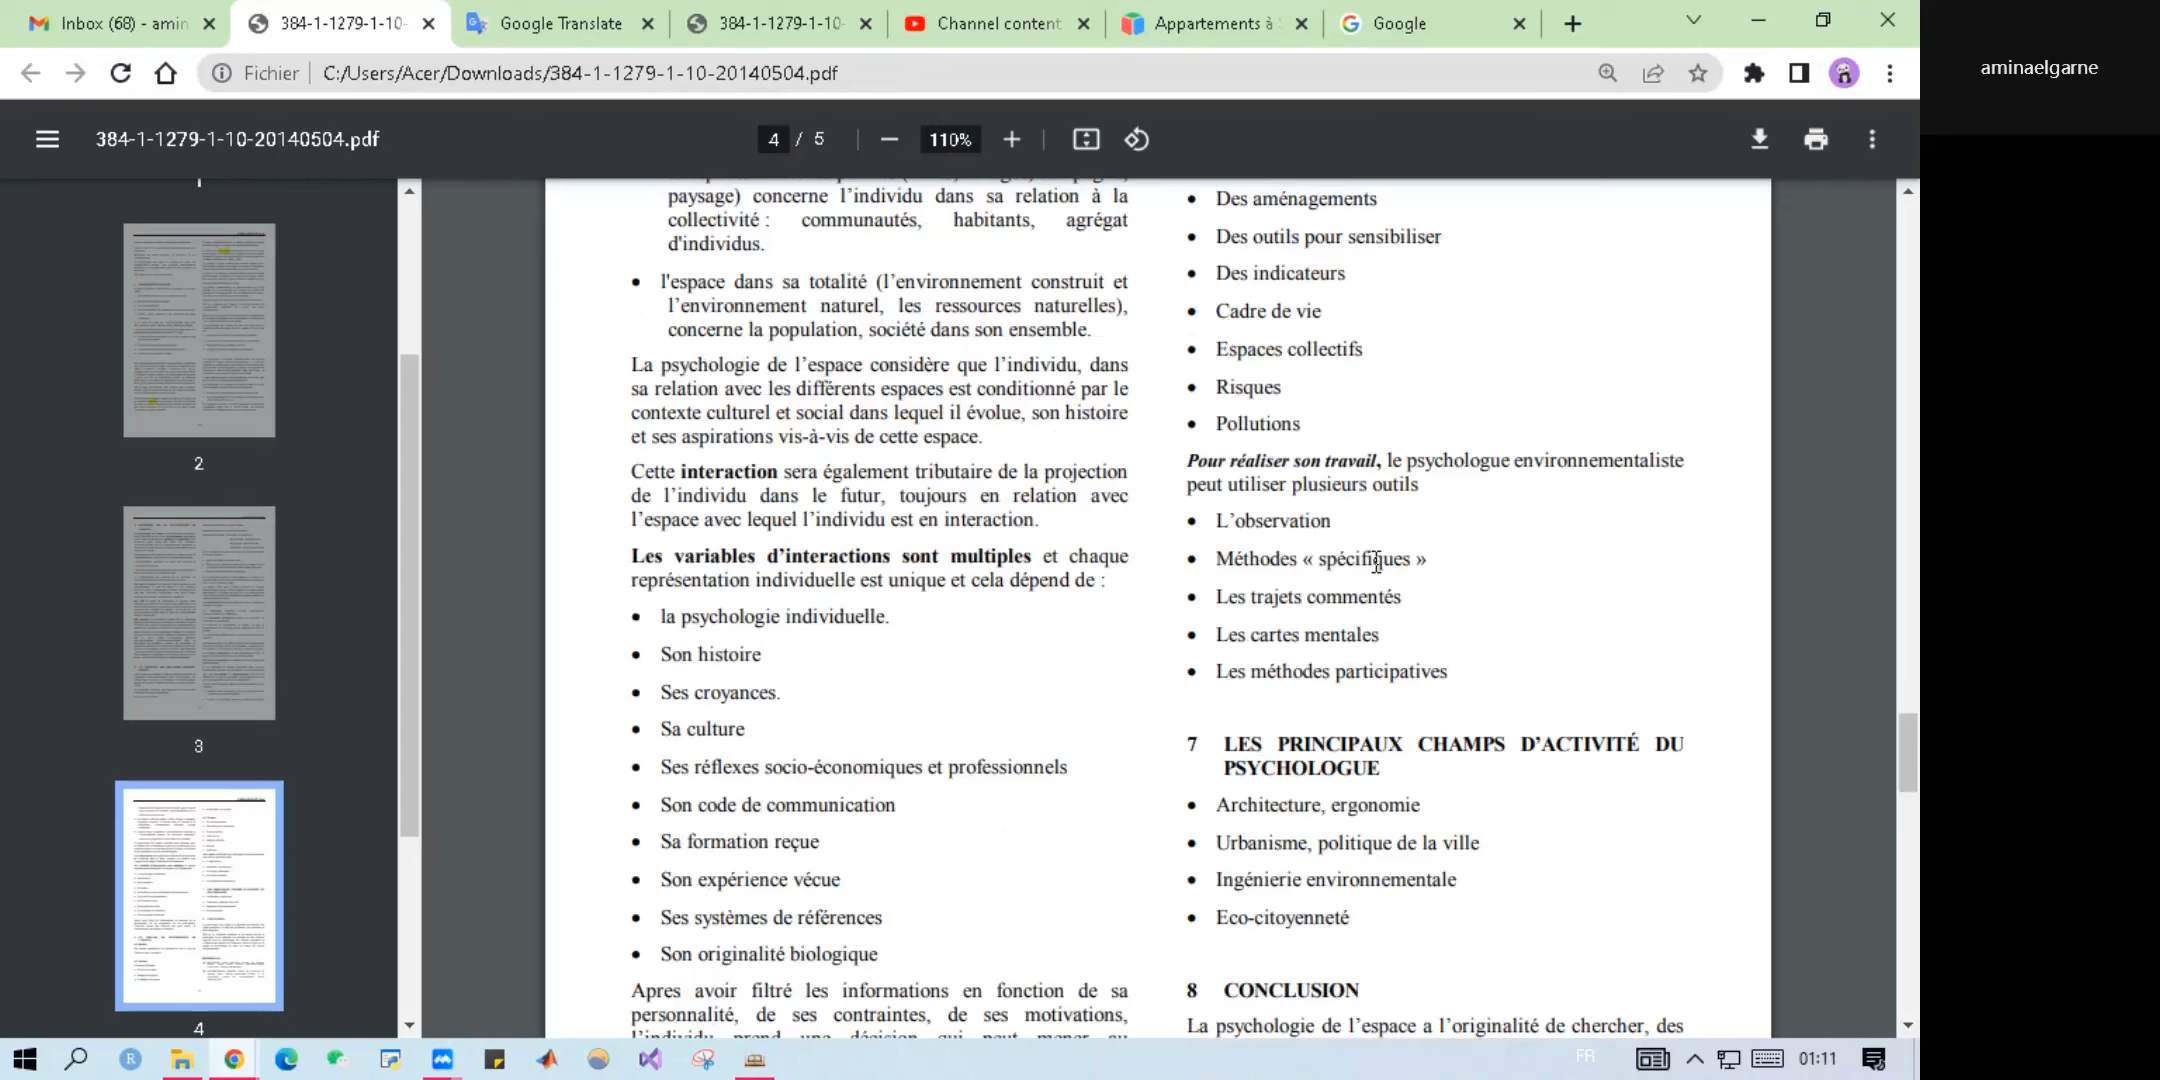 Inbox (68) - amin
384-1-1279-1-10-
Google Translate
384-1-1279-1-10-
Channel content
Appartements à
Google
aminaelgarne
Fichier
C:/Users/Acer/Downloads/384-1-1279-1-10-20140504.pdf
384-1-1279-1-10-20140504.pdf
4 / 5
110%
2
3
4
paysage) concerne l’individu dans sa relation à la
collectivité : communautés, habitants, agrégat
d'individus.
• l'espace dans sa totalité (l’environnement construit et
l’environnement naturel, les ressources naturelles),
concerne la population, société dans son ensemble.
La psychologie de l’espace considère que l’individu, dans
sa relation avec les différents espaces est conditionné par le
contexte culturel et social dans lequel il évolue, son histoire
et ses aspirations vis-à-vis de cette espace.
Cette interaction sera également tributaire de la projection
de l’individu dans le futur, toujours en relation avec
l’espace avec lequel l’individu est en interaction.
Les variables d’interactions sont multiples et chaque
représentation individuelle est unique et cela dépend de :
• la psychologie individuelle.
• Son histoire
• Ses croyances.
• Sa culture
• Ses réflexes socio-économiques et professionnels
• Son code de communication
• Sa formation reçue
• Son expérience vécue
• Ses systèmes de références
• Son originalité biologique
Apres avoir filtré les informations en fonction de sa
personnalité, de ses contraintes, de ses motivations,
l’individu prend une décision qui peut mener au
• Des aménagements
• Des outils pour sensibiliser
• Des indicateurs
• Cadre de vie
• Espaces collectifs
• Risques
• Pollutions
Pour réaliser son travail, le psychologue environnementaliste
peut utiliser plusieurs outils
• L’observation
• Méthodes « spécifiques »
• Les trajets commentés
• Les cartes mentales
• Les méthodes participatives
7 LES PRINCIPAUX CHAMPS D’ACTIVITÉ DU
PSYCHOLOGUE
• Architecture, ergonomie
• Urbanisme, politique de la ville
• Ingénierie environnementale
• Eco-citoyenneté
8 CONCLUSION
La psychologie de l’espace a l’originalité de chercher, des
FR
01:11